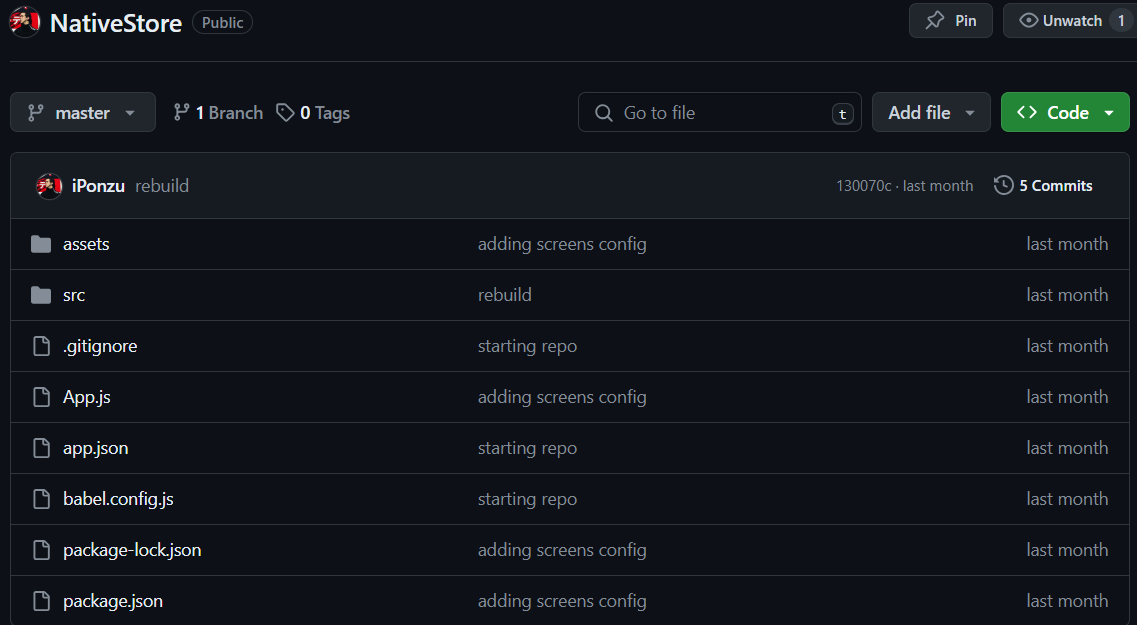 NativeStore Public Pin Unwatch 1
master 1 Branch 0 Tags Go to file t Add file Code
iPonzu rebuild 130070c · last month 5 Commits
assets adding screens config last month
src rebuild last month
.gitignore starting repo last month
App.js adding screens config last month
app.json starting repo last month
babel.config.js starting repo last month
package-lock.json adding screens config last month
package.json adding screens config last month